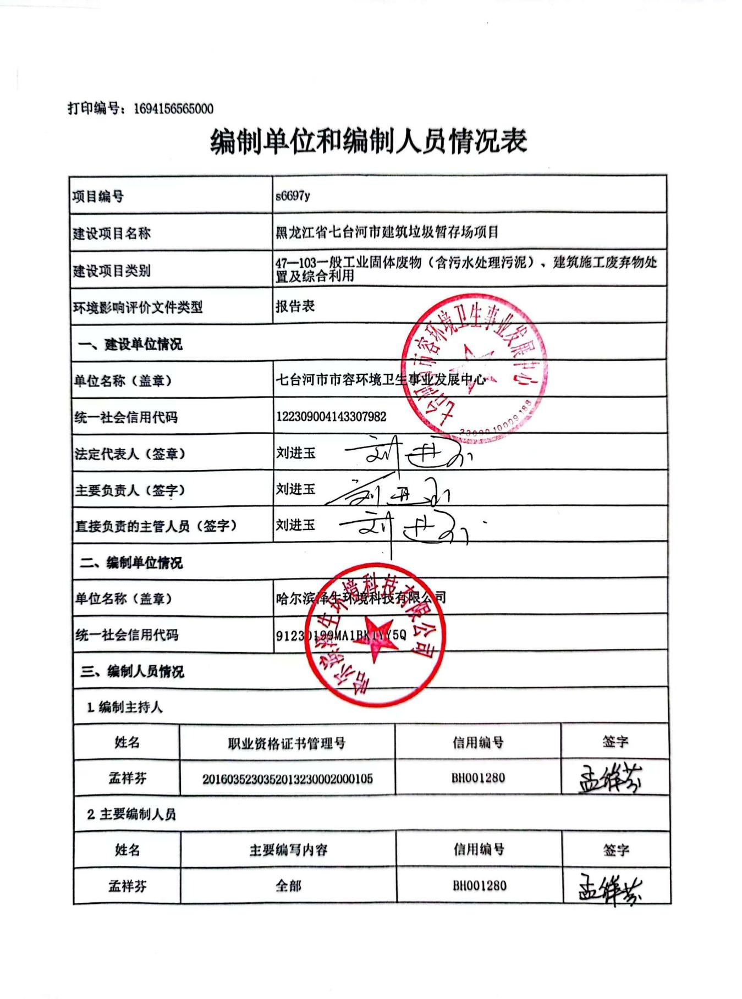 打印编号：1694156565000
编制单位和编制人员情况表
项目编号 s6697y
建设项目名称 黑龙江省七台河市建筑垃圾暂存场项目
建设项目类别 47—103一般工业固体废物（含污水处理污泥）、建筑施工废弃物处
置及综合利用
环境影响评价文件类型 报告表
一、建设单位情况
单位名称（盖章） 七台河市市容环境卫生事业发展中心
统一社会信用代码 122309004143307982
法定代表人（签章） 刘进玉 刘进玉
主要负责人（签字） 刘进玉 刘进玉
直接负责的主管人员（签字） 刘进玉 刘进玉
二、编制单位情况
单位名称（盖章） 哈尔滨泽生环境科技有限公司
统一社会信用代码 91230199MA1BK1YY5Q
三、编制人员情况
1 编制主持人
姓名 职业资格证书管理号 信用编号 签字
孟祥芬 2016035230352013230002000105 BH001280 孟祥芬
2 主要编制人员
姓名 主要编写内容 信用编号 签字
孟祥芬 全部 BH001280 孟祥芬
七台河市市容环境卫生事业发展中心
哈尔滨泽生环境科技有限公司